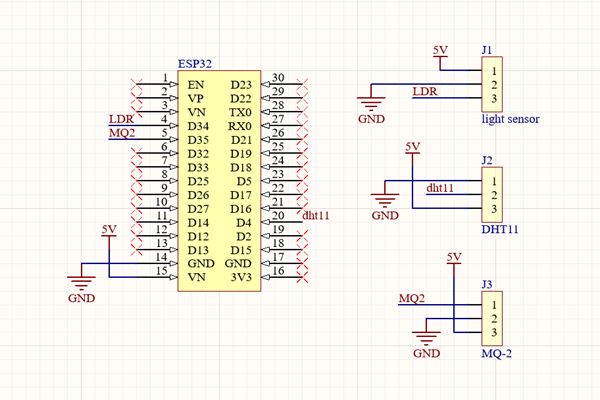 ESP32
1 EN D23 30
2 VP D22 29
3 VN TX0 28
LDR 4 D34 RX0 27
MQ2 5 D35 D21 26
6 D32 D19 25
7 D33 D18 24
8 D25 D5 23
9 D26 D17 22
10 D27 D16 21
11 D14 D4 20 dht11
12 D12 D2 19
13 D13 D15 18
14 GND GND 17
5V 15 VN 3V3 16
GND
J1
5V 1
2
LDR 3
GND
light sensor
J2
5V 1
dht11 2
3
GND
DHT11
J3
5V
MQ2 1
2
3
GND
MQ-2